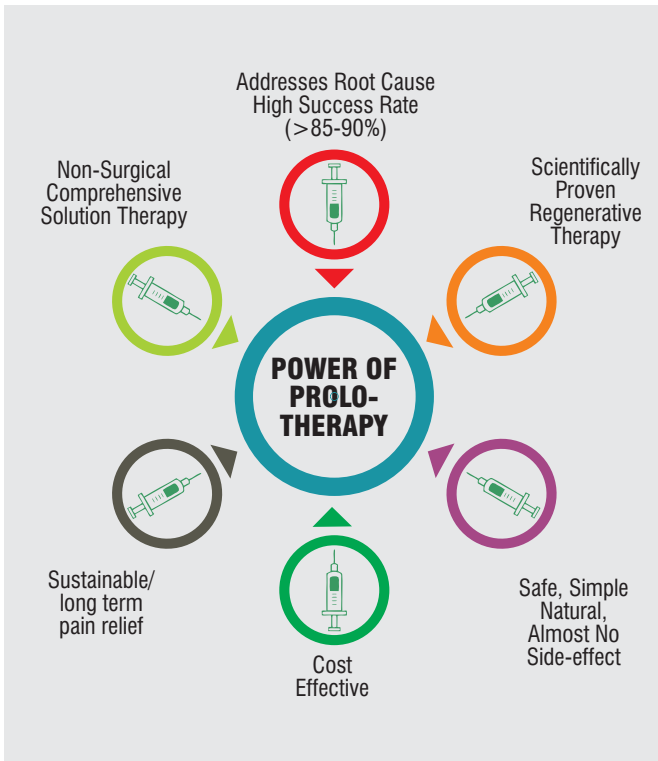 Addresses Root Cause
High Success Rate
(>85-90%)
Non-Surgical
Comprehensive
Solution Therapy
Scientifically
Proven
Regenerative
Therapy
POWER OF
PROLO-
THERAPY
Sustainable/
long term
pain relief
Cost
Effective
Safe, Simple
Natural,
Almost No
Side-effect